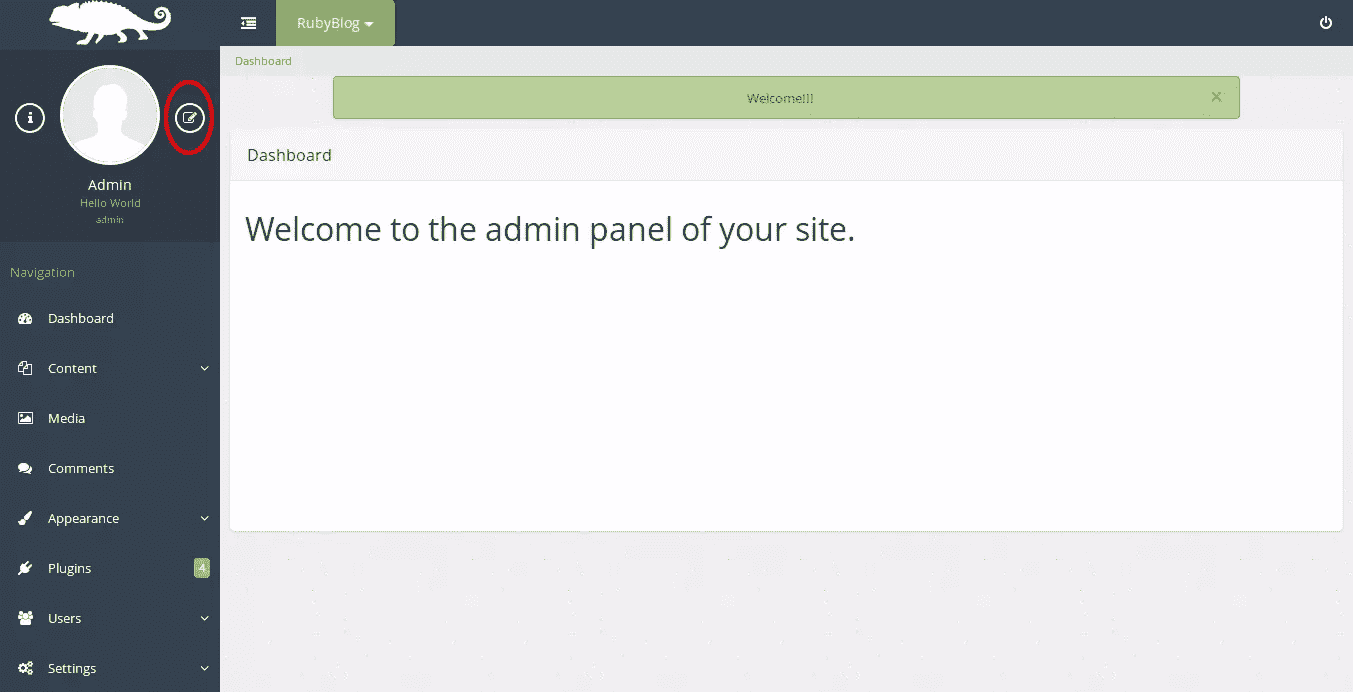 RubyBlog
Dashboard
Welcome!!!
Admin
Hello World
admin
Dashboard
Welcome to the admin panel of your site.
Navigation
Dashboard
Content
Media
Comments
Appearance
Plugins 4
Users
Settings